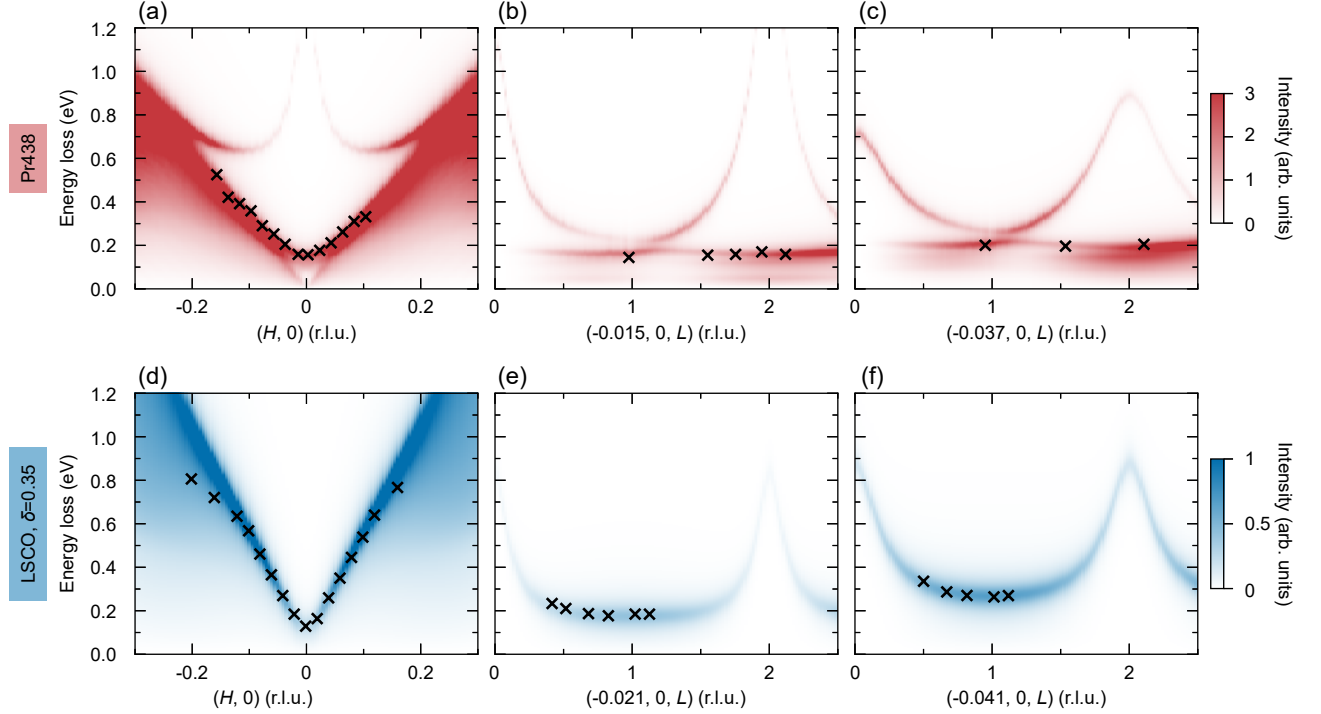 (a)
(b)
(c)
Pr438
Energy loss (eV)
1.2
1.0
0.8
0.6
0.4
0.2
0.0
-0.2
0
0.2
(H, 0) (r.l.u.)
0
1
2
(-0.015, 0, L) (r.l.u.)
0
1
2
(-0.037, 0, L) (r.l.u.)
3
2
1
0
Intensity (arb. units)
(d)
(e)
(f)
LSCO, δ=0.35
Energy loss (eV)
1.2
1.0
0.8
0.6
0.4
0.2
0.0
-0.2
0
0.2
(H, 0) (r.l.u.)
0
1
2
(-0.021, 0, L) (r.l.u.)
0
1
2
(-0.041, 0, L) (r.l.u.)
1
0.5
0
Intensity (arb. units)